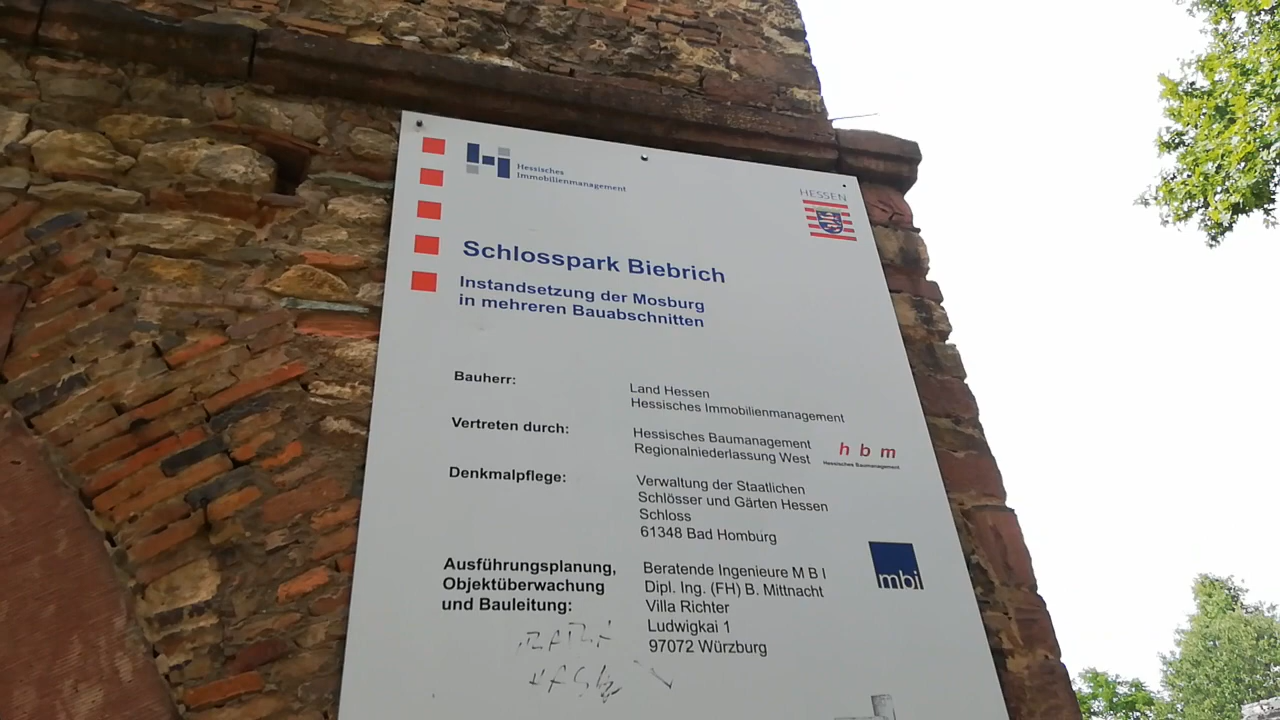 Hessisches
Immobilienmanagement
HESSEN
Schlosspark Biebrich
Instandsetzung der Mosburg
in mehreren Bauabschnitten
Bauherr:
Land Hessen
Hessisches Immobilienmanagement
Vertreten durch:
Hessisches Baumanagement
Regionalniederlassung West
hbm
Hessisches Baumanagement
Denkmalpflege:
Verwaltung der Staatlichen
Schlösser und Gärten Hessen
Schloss
61348 Bad Homburg
Ausführungsplanung,
Objektüberwachung
und Bauleitung:
Beratende Ingenieure M B I
Dipl. Ing. (FH) B. Mittnacht
Villa Richter
Ludwigkai 1
97072 Würzburg
mbi